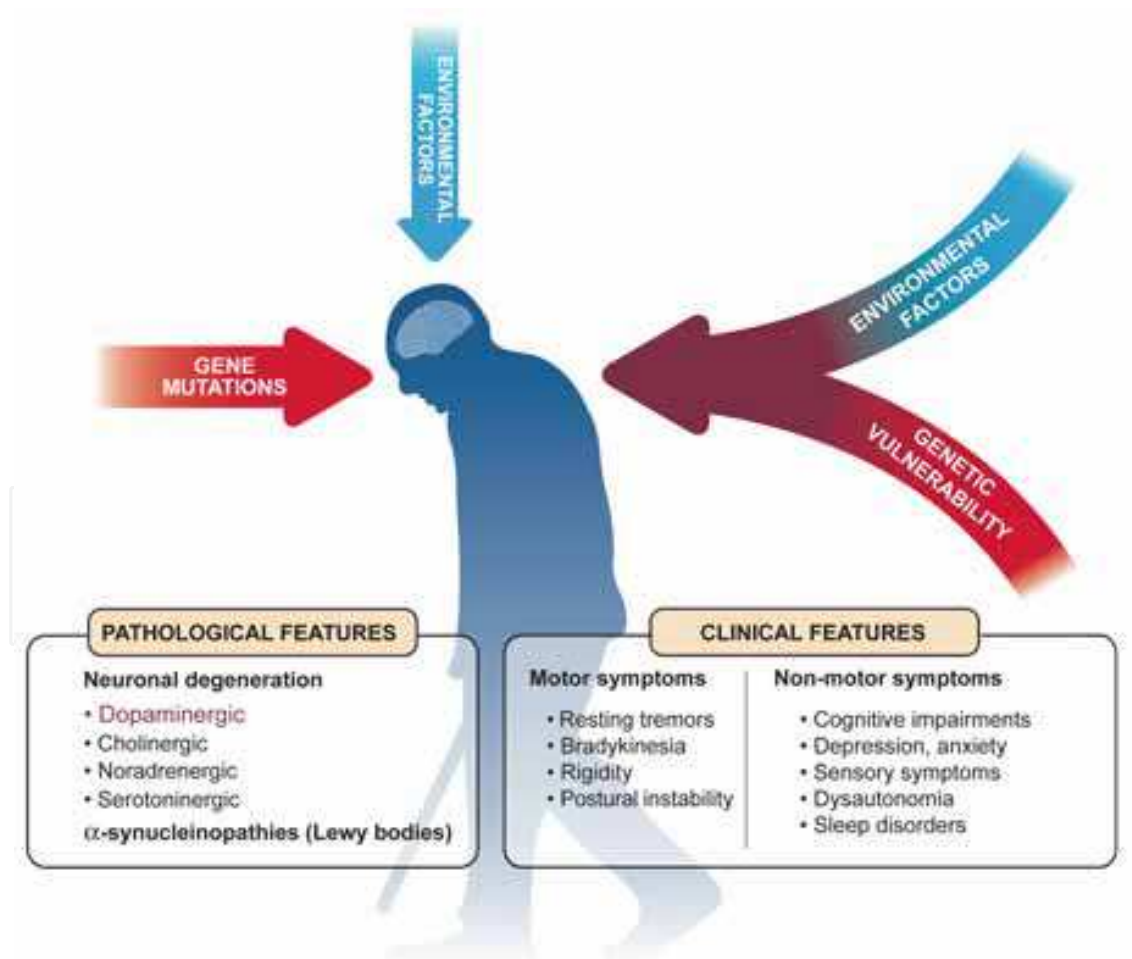 ENVIRONMENTAL
FACTORS
ENVIRONMENTAL
FACTORS
GENE
MUTATIONS
GENETIC
VULNERABILITY
PATHOLOGICAL FEATURES
Neuronal degeneration
• Dopaminergic
• Cholinergic
• Noradrenergic
• Serotoninergic
α-synucleinopathies (Lewy bodies)
CLINICAL FEATURES
Motor symptoms
• Resting tremors
• Bradykinesia
• Rigidity
• Postural instability
Non-motor symptoms
• Cognitive impairments
• Depression, anxiety
• Sensory symptoms
• Dysautonomia
• Sleep disorders